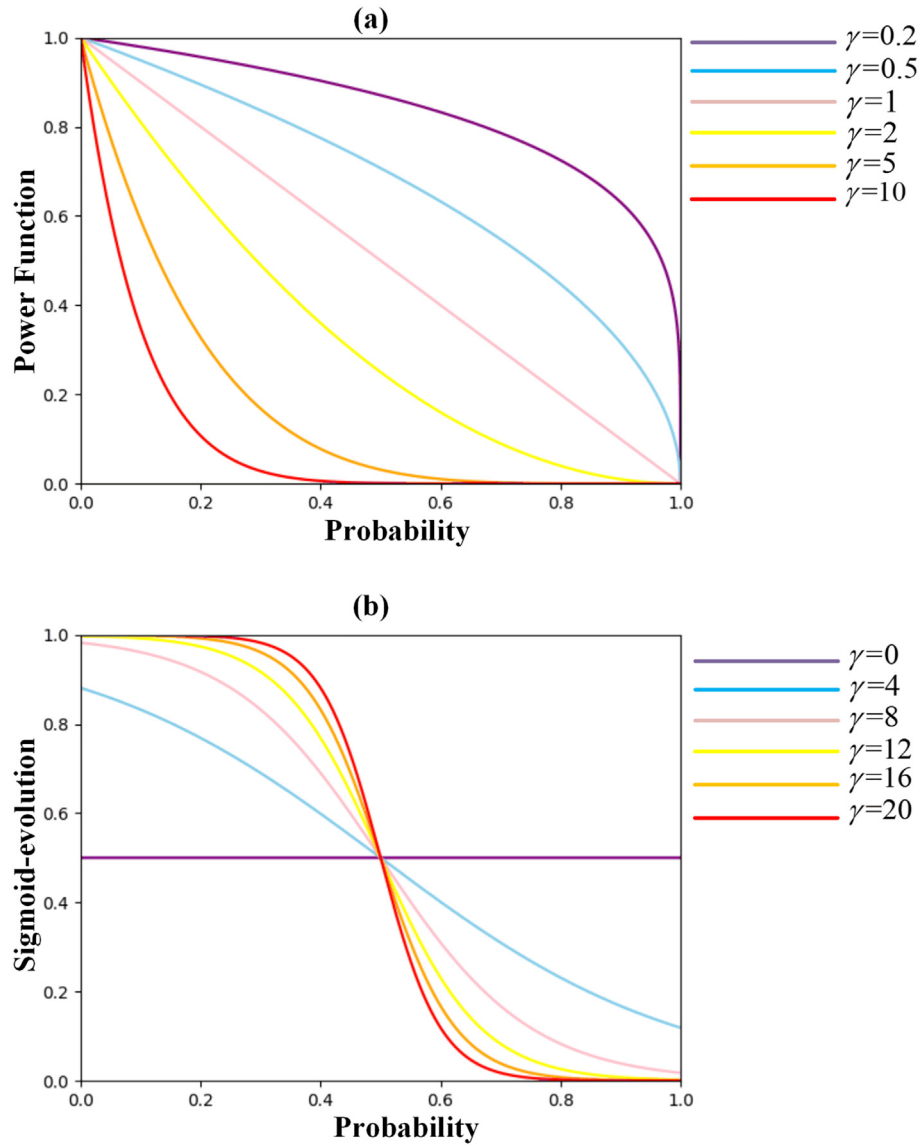 (a)
1.0
0.8
0.6
0.4
0.2
0.0
Power Function
0.0
0.2
0.4
0.6
0.8
1.0
Probability
γ=0.2
γ=0.5
γ=1
γ=2
γ=5
γ=10
(b)
1.0
0.8
0.6
0.4
0.2
0.0
Sigmoid-evolution
0.0
0.2
0.4
0.6
0.8
1.0
Probability
γ=0
γ=4
γ=8
γ=12
γ=16
γ=20